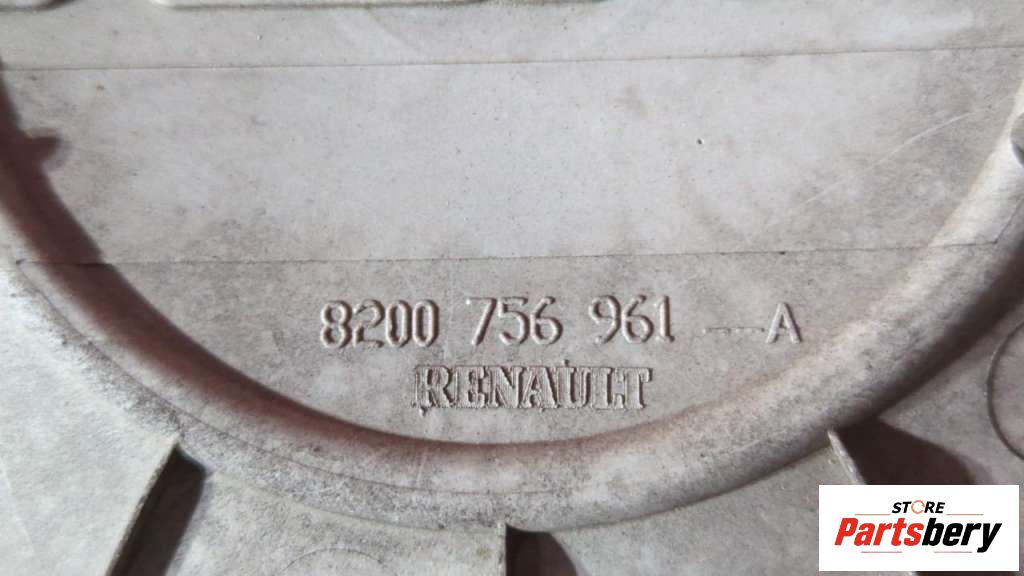 8200 756 961 --A
RENAULT
STORE
Partsbery